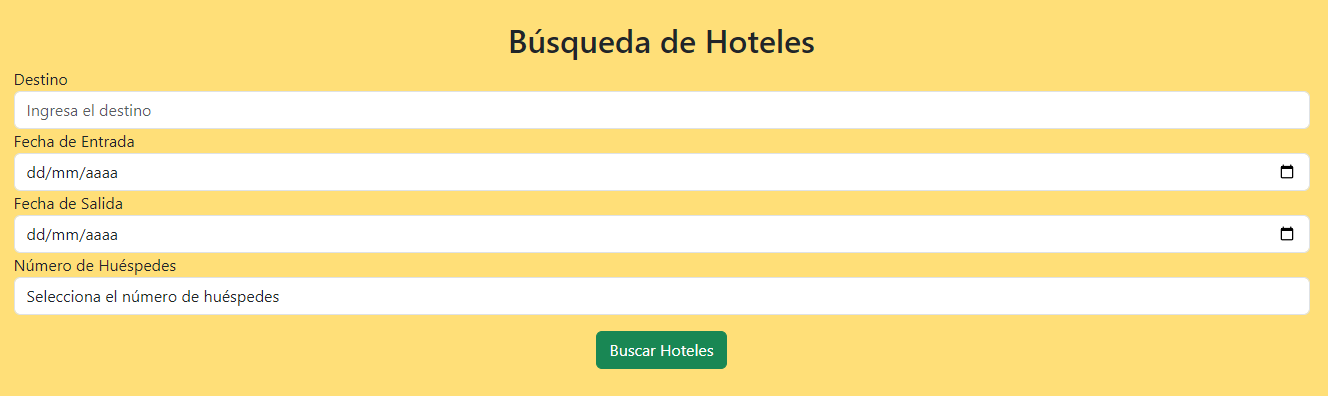 Búsqueda de Hoteles
Destino
Ingresa el destino
Fecha de Entrada
dd/mm/aaaa
Fecha de Salida
dd/mm/aaaa
Número de Huéspedes
Selecciona el número de huéspedes
Buscar Hoteles